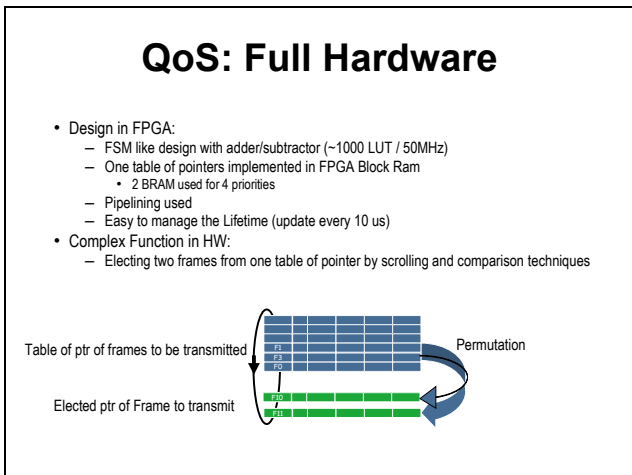 QoS: Full Hardware
• Design in FPGA:
– FSM like design with adder/subtractor (~1000 LUT / 50MHz)
– One table of pointers implemented in FPGA Block Ram
• 2 BRAM used for 4 priorities
– Pipelining used
– Easy to manage the Lifetime (update every 10 us)
• Complex Function in HW:
– Electing two frames from one table of pointer by scrolling and comparison techniques
F1
Table of ptr of frames to be transmitted
Permutation
F3
F0
Elected ptr of Frame to transmit
F10
F11